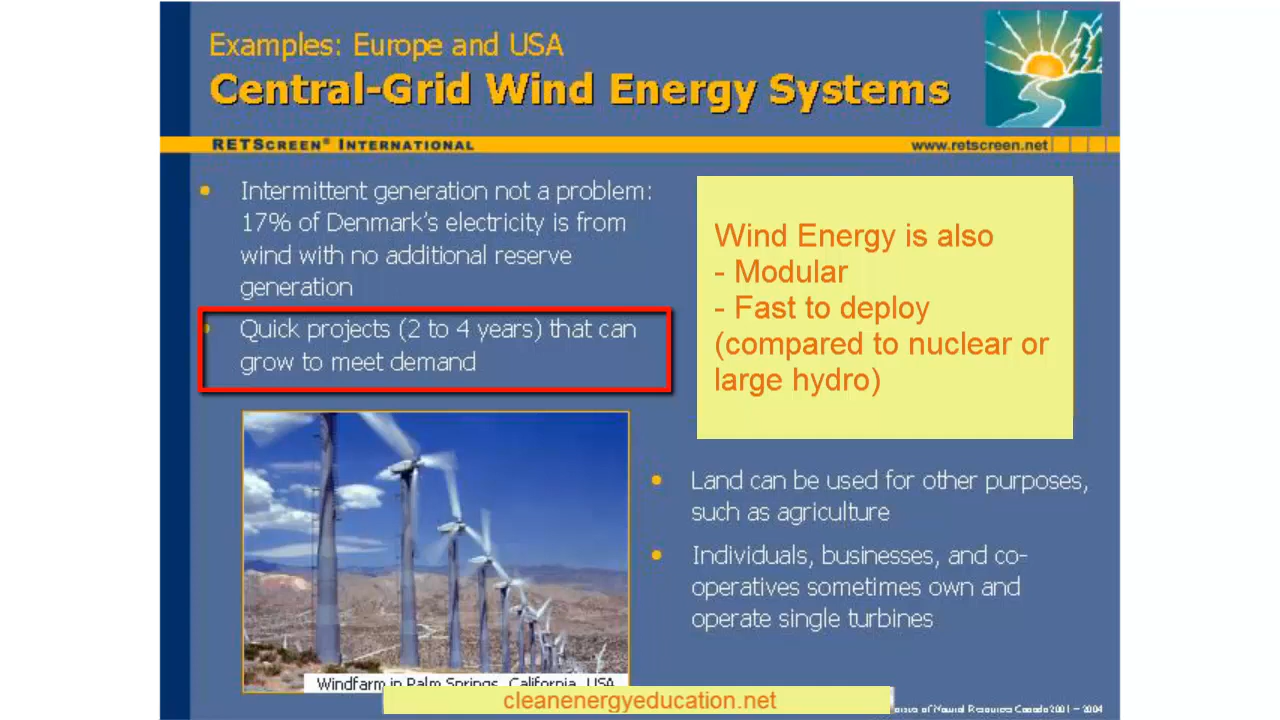 Examples: Europe and USA
Central-Grid Wind Energy Systems
RETScreen® International
www.retscreen.net
Intermittent generation not a problem:
17% of Denmark's electricity is from
wind with no additional reserve
generation
Quick projects (2 to 4 years) that can
grow to meet demand
Wind Energy is also
- Modular
- Fast to deploy
(compared to nuclear or
large hydro)
Windfarm in Palm Springs, California, USA
Land can be used for other purposes,
such as agriculture
Individuals, businesses, and co-
operatives sometimes own and
operate single turbines
cleanenergyeducation.net
of Natural Resources Canada 2001 – 2004